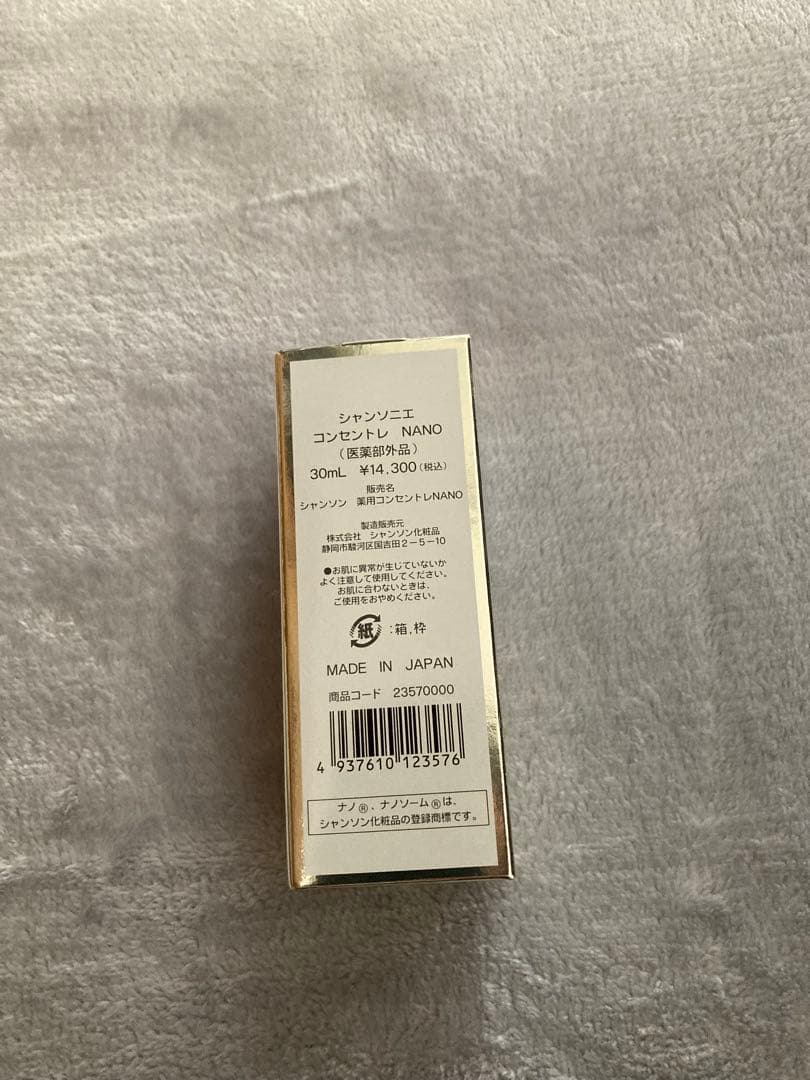 シャンソニエ
コンセントレ NANO
（医薬部外品）
30mL ¥14,300（税込）
販売名
シャンソン 薬用コンセントレNANO
製造販売元
株式会社 シャンソン化粧品
静岡市駿河区国吉田２－５－１０
●お肌に異常が生じていないか
よく注意して使用してください。
お肌に合わないときは、
ご使用をおやめください。
紙：箱，枠
MADE IN JAPAN
商品コード 23570000
4 937610 123576
ナノ®、ナノソーム®は、
シャンソン化粧品の登録商標です。